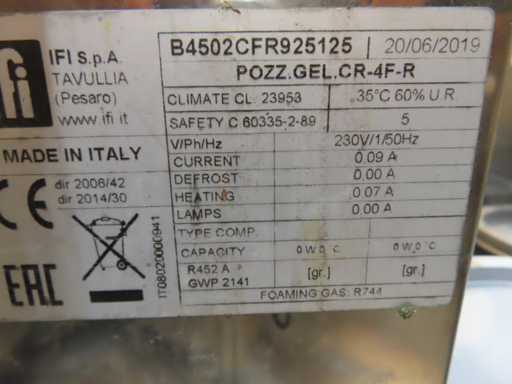 IFI S.p.A.
TAVULLIA
(Pesaro)
www ifi it
MADE IN ITALY
CE dir 2006/42
dir 2014/30
EAC
IT08020000941
B4502CFR925125 20/06/2019
POZZ.GEL.CR-4F-R
CLIMATE CL. 23953 35°C 60% U R
SAFETY C 60335-2-89 5
V/Ph/Hz 230V/1/50Hz
CURRENT 0.09 A
DEFROST 0.00 A
HEATING 0.07 A
LAMPS 0.00 A
TYPE COMP.
CAPACITY 0 W 0°C 0 W 0°C
R452 A [gr.] [gr.]
GWP 2141
FOAMING GAS: R744